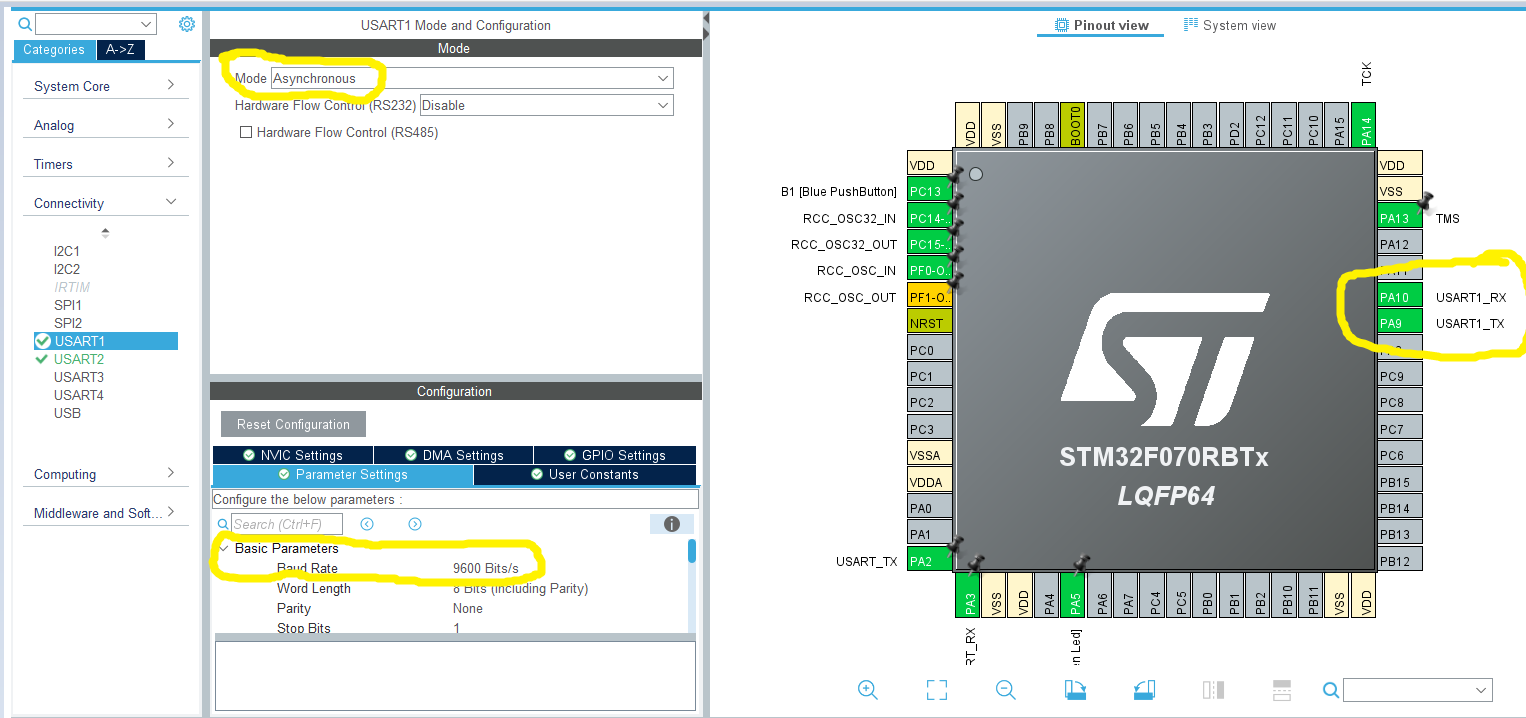 Categories
A->Z
System Core
Analog
Timers
Connectivity
I2C1
I2C2
IRTIM
SPI1
SPI2
USART1
USART2
USART3
USART4
USB
Computing
Middleware and Soft...
USART1 Mode and Configuration
Mode
Mode Asynchronous
Hardware Flow Control (RS232) Disable
Hardware Flow Control (RS485)
Configuration
Reset Configuration
NVIC Settings
DMA Settings
GPIO Settings
Parameter Settings
User Constants
Configure the below parameters :
Search (Ctrl+F)
i
Basic Parameters
Baud Rate 9600 Bits/s
Word Length 8 Bits (including Parity)
Parity None
Stop Bits 1
Pinout view
System view
TCK
VDD
VSS
PB9
PB8
BOOT0
PB7
PB6
PB5
PB4
PB3
PD2
PC12
PC11
PC10
PA15
PA14
VDD
B1 [Blue PushButton] PC13
RCC_OSC32_IN PC14-..
RCC_OSC32_OUT PC15-..
RCC_OSC_IN PF0-O..
RCC_OSC_OUT PF1-O..
NRST
PC0
PC1
PC2
PC3
VSSA
VDDA
PA0
PA1
USART_TX PA2
STM32F070RBTx
LQFP64
VDD
VSS
PA13 TMS
PA12
PA10 USART1_RX
PA9 USART1_TX
PC9
PC8
PC7
PC6
PB15
PB14
PB13
PB12
PA3
VSS
VDD
PA4
PA5
PA6
PA7
PC4
PC5
PB0
PB1
PB2
PB10
PB11
VSS
VDD
RT_RX
n Led]